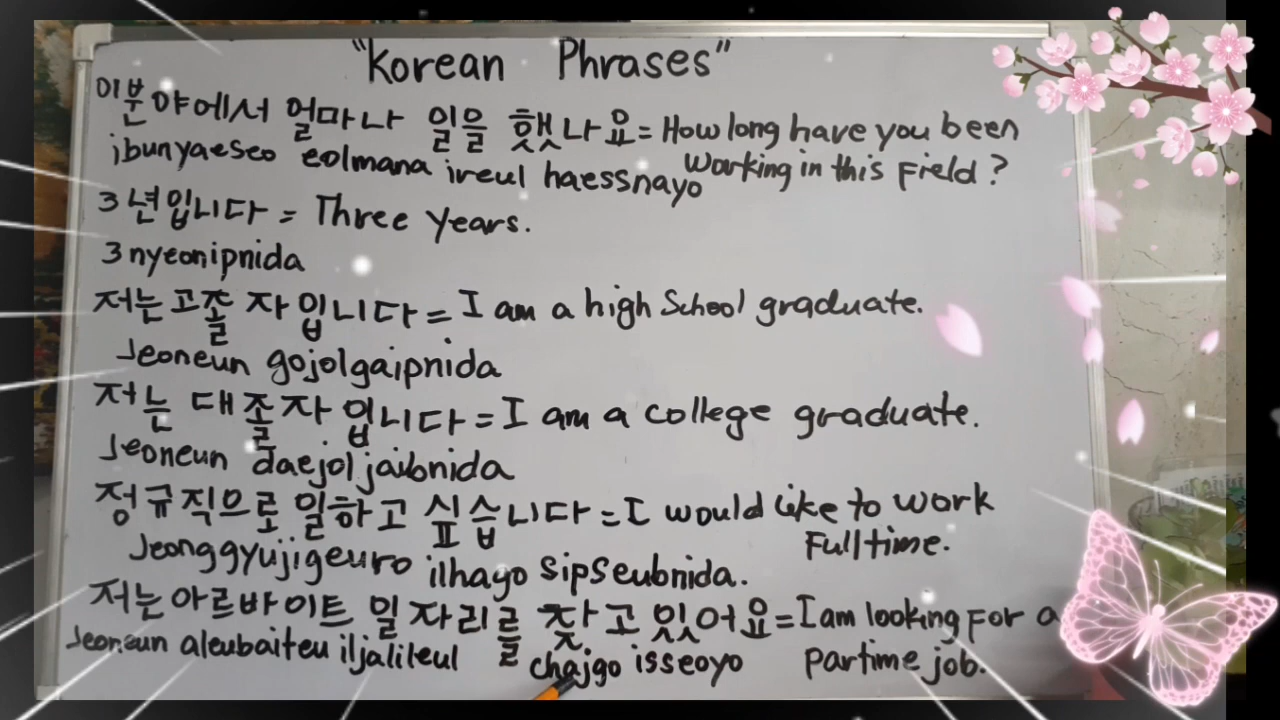 "Korean Phrases"
이분야에서 얼마나 일을 했나요= How long have you been
ibunyaeseo eolmana ireul haessnayo working in this Field?
3년입니다 = Three years.
3 nyeonipnida
저는고졸 자입니다 = I am a high School graduate.
Jeoneun gojolgaipnida
저는 대졸자 입니다 = I am a college graduate.
Jeoneun daejoljaibnida
정규직으로 일하고 싶습니다 = I would like to work
Jeonggyujigeuro ilhago sipseubnida. Fulltime.
저는아르바이트 일자리를 찾고있어요= I am looking For a
Jeoneun aleubaiteu iljalileul chajgo isseoyo partime job.